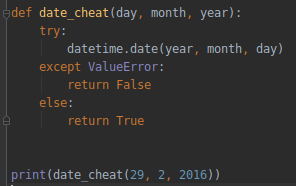 def date_cheat(day, month, year):
    try:
        datetime.date(year, month, day)
    except ValueError:
        return False
    else:
        return True
print(date_cheat(29, 2, 2016))